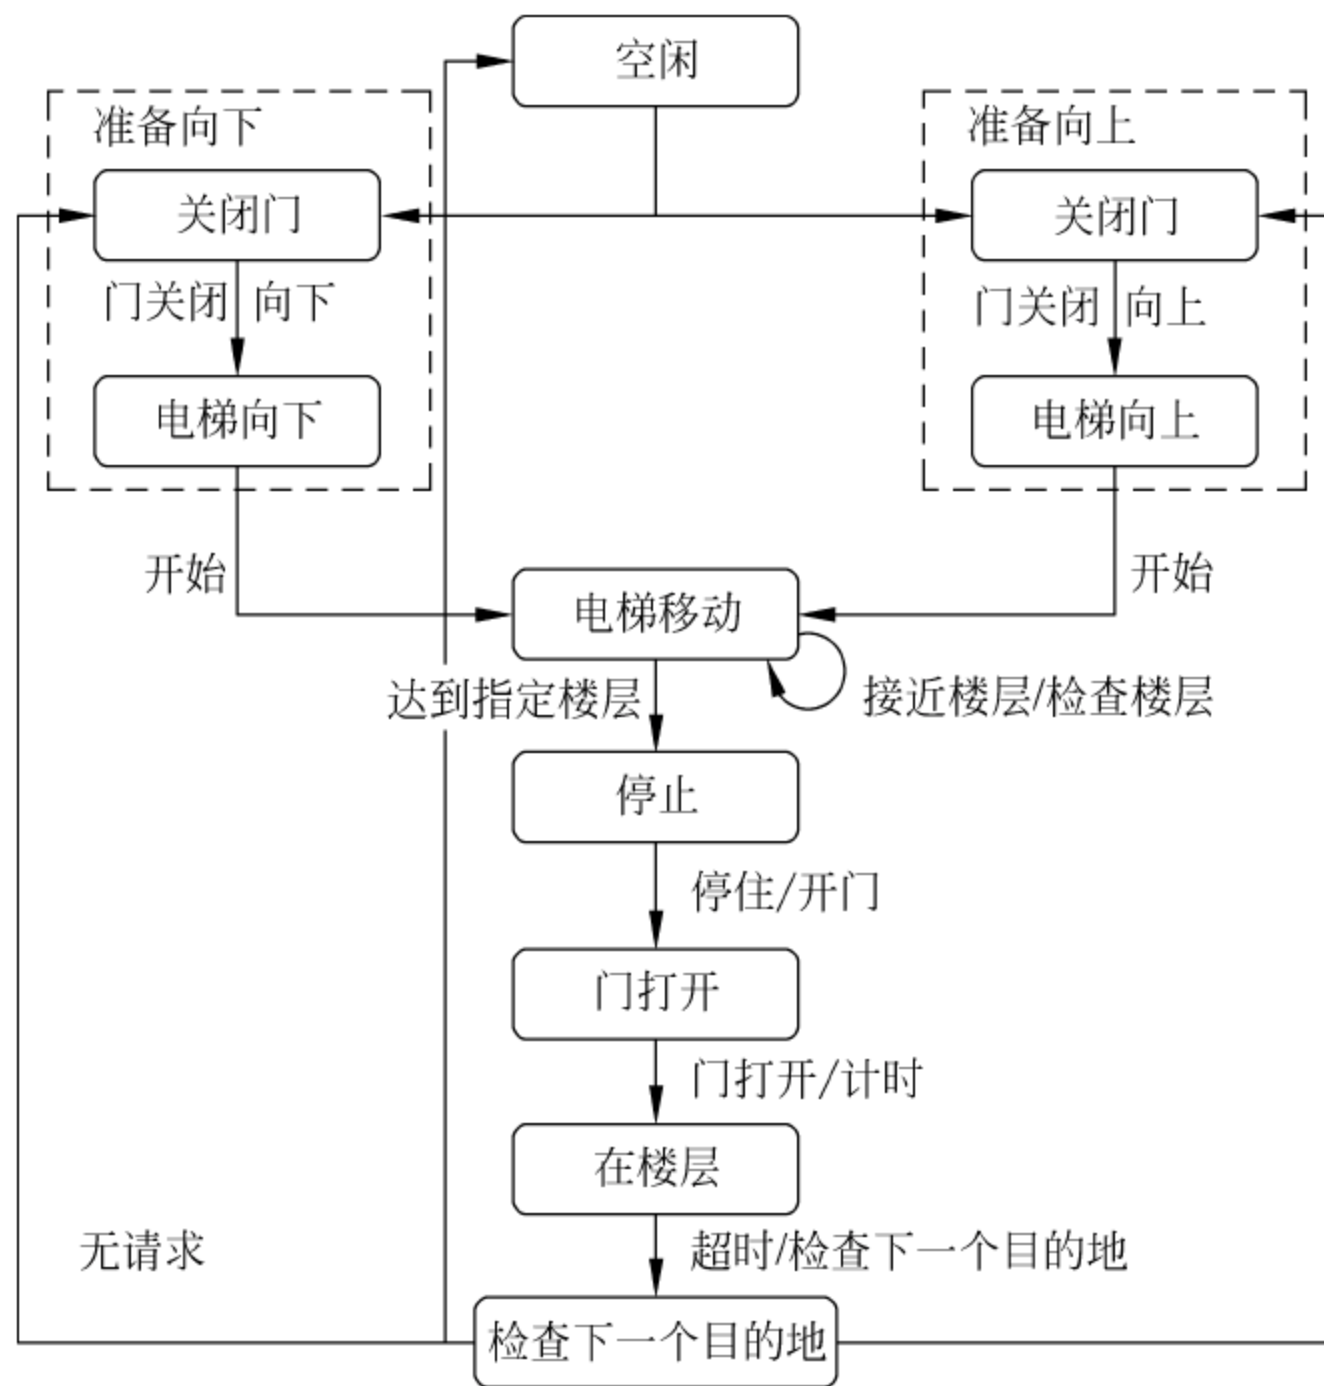 空闲
准备向下
准备向上
关闭门
关闭门
门关闭 向下
门关闭 向上
电梯向下
电梯向上
开始
开始
电梯移动
达到指定楼层
接近楼层/检查楼层
停止
停住/开门
门打开
门打开/计时
在楼层
无请求
超时/检查下一个目的地
检查下一个目的地